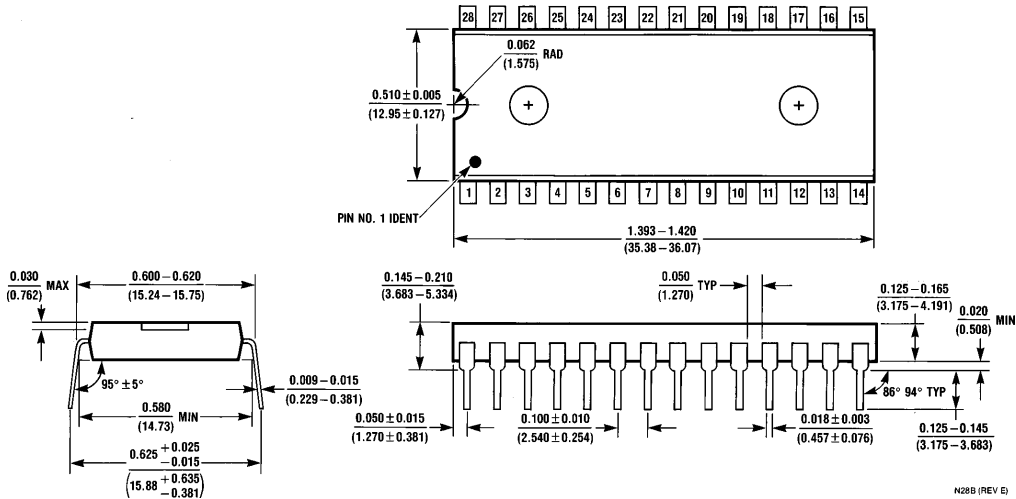 28 27 26 25 24 23 22 21 20 19 18 17 16 15
0.062
(1.575)
RAD
0.510 ± 0.005
(12.95 ± 0.127)
PIN NO. 1 IDENT
1 2 3 4 5 6 7 8 9 10 11 12 13 14
1.393 – 1.420
(35.38 – 36.07)
0.030
(0.762)
MAX
0.600 – 0.620
(15.24 – 15.75)
95° ± 5°
0.009 – 0.015
(0.229 – 0.381)
0.580
(14.73)
MIN
0.625 + 0.025
– 0.015
(15.88 + 0.635
– 0.381)
0.145 – 0.210
(3.683 – 5.334)
0.050
(1.270)
TYP
0.125 – 0.165
(3.175 – 4.191)
0.020
(0.508)
MIN
86° 94° TYP
0.050 ± 0.015
(1.270 ± 0.381)
0.100 ± 0.010
(2.540 ± 0.254)
0.018 ± 0.003
(0.457 ± 0.076)
0.125 – 0.145
(3.175 – 3.683)
N28B (REV E)